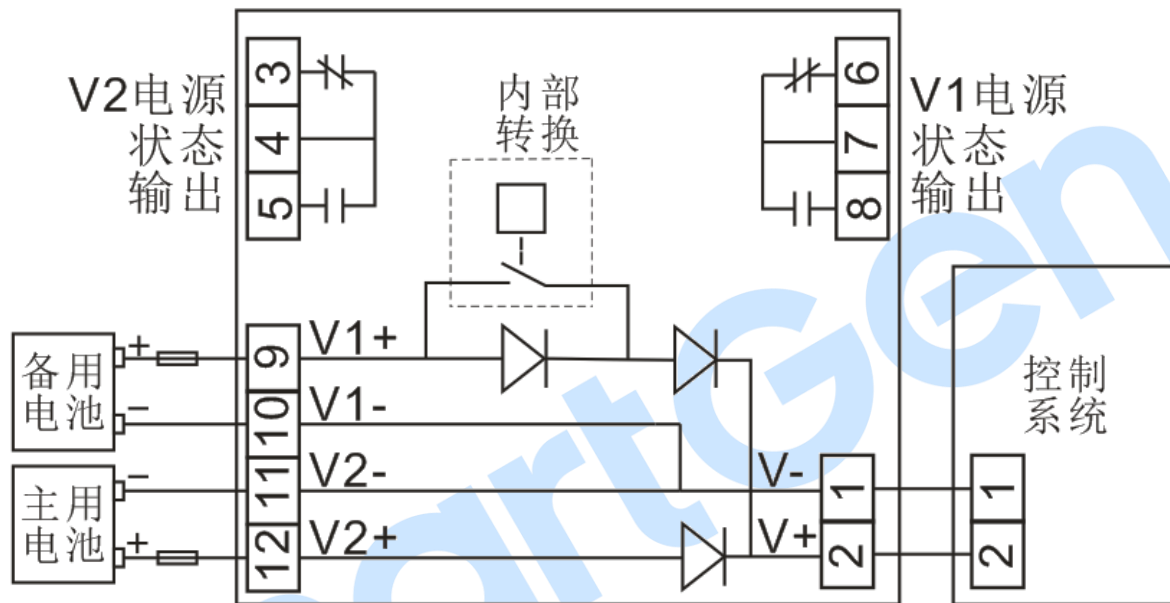 V2电源
状态
输出
3
4
5
内部
转换
6
7
8
V1电源
状态
输出
备用
电池
+
−
9
V1+
10
V1-
主用
电池
−
+
11
V2-
12
V2+
V-
1
V+
2
控制
系统
1
2
SmartGen